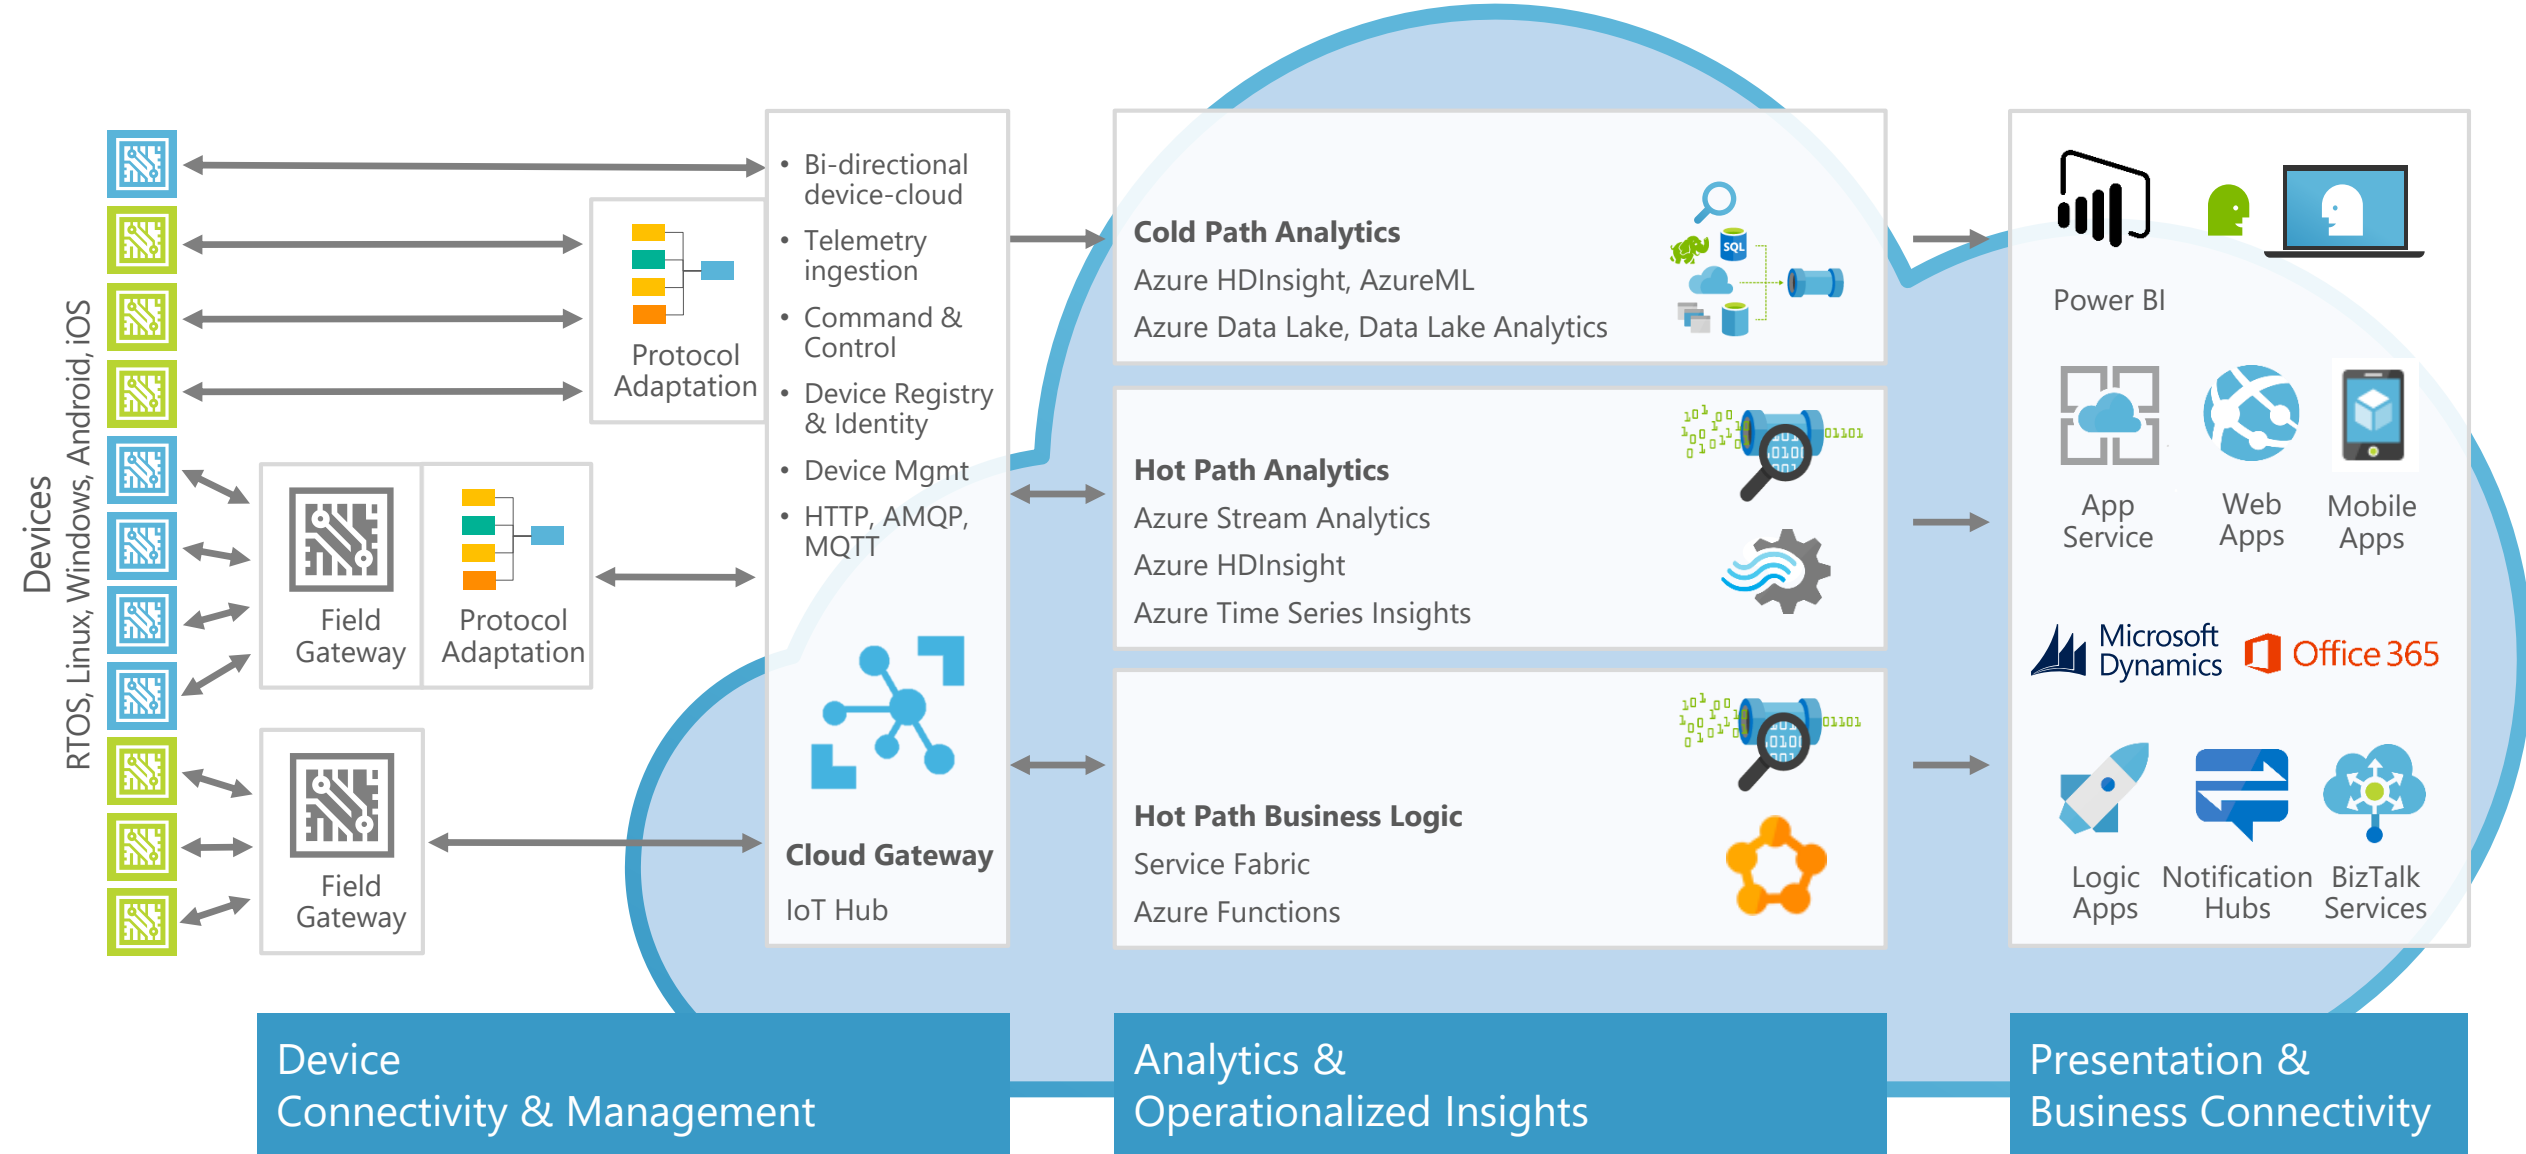 Devices
RTOS, Linux, Windows, Android, iOS
Protocol
Adaptation
Field
Gateway
Protocol
Adaptation
Field
Gateway
• Bi-directional
device-cloud
• Telemetry
ingestion
• Command &
Control
• Device Registry
& Identity
• Device Mgmt
• HTTP, AMQP,
MQTT
Cloud Gateway
IoT Hub
Cold Path Analytics
Azure HDInsight, AzureML
Azure Data Lake, Data Lake Analytics
SQL
Hot Path Analytics
Azure Stream Analytics
Azure HDInsight
Azure Time Series Insights
01101
Hot Path Business Logic
Service Fabric
Azure Functions
01101
Power BI
App
Service
Web
Apps
Mobile
Apps
Microsoft
Dynamics
Office 365
Logic
Apps
Notification
Hubs
BizTalk
Services
Device
Connectivity & Management
Analytics &
Operationalized Insights
Presentation &
Business Connectivity